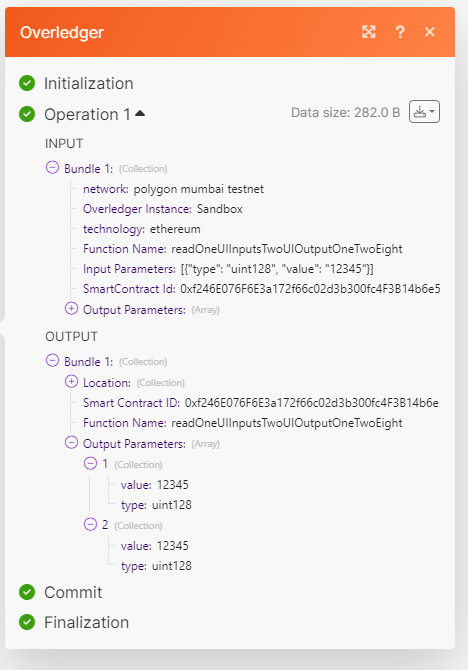 Overledger ?
Initialization
Operation 1 Data size: 282.0 B
INPUT
Bundle 1: (Collection)
network: polygon mumbai testnet
Overledger Instance: Sandbox
technology: ethereum
Function Name: readOneUIInputsTwoUIOutputOneTwoEight
Input Parameters: [{"type": "uint128", "value": "12345"}]
SmartContract Id: 0xf246E076F6E3a172f66c02d3b300fc4F3B14b6e5
Output Parameters: (Array)
OUTPUT
Bundle 1: (Collection)
Location: (Collection)
Smart Contract ID: 0xf246E076F6E3a172f66c02d3b300fc4F3B14b6e
Function Name: readOneUIInputsTwoUIOutputOneTwoEight
Output Parameters: (Array)
1 (Collection)
value: 12345
type: uint128
2 (Collection)
value: 12345
type: uint128
Commit
Finalization